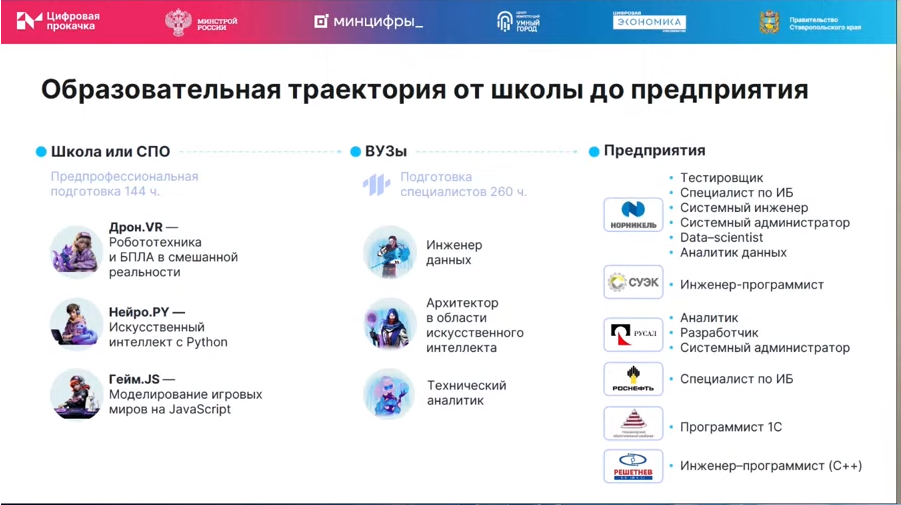 Цифровая
прокачка
МИНСТРОЙ
РОССИИ
минцифры_
ЦЕНТР
КОМПЕТЕНЦИЙ
УМНЫЙ
ГОРОД
ЦИФРОВАЯ
ЭКОНОМИКА
Правительство
Ставропольского края
Образовательная траектория от школы до предприятия
Школа или СПО
Предпрофессиональная
подготовка 144 ч.
Дрон.VR —
Робототехника
и БПЛА в смешанной
реальности
Нейро.PY —
Искусственный
интеллект с Python
Гейм.JS —
Моделирование игровых
миров на JavaScript
ВУЗы
Подготовка
специалистов 260 ч.
Инженер
данных
Архитектор
в области
искусственного
интеллекта
Технический
аналитик
Предприятия
НОРНИКЕЛЬ
• Тестировщик
• Специалист по ИБ
• Системный инженер
• Системный администратор
• Data–scientist
• Аналитик данных
СУЭК
• Инженер-программист
РУСАЛ
• Аналитик
• Разработчик
• Системный администратор
РОСНЕФТЬ
• Специалист по ИБ
• Программист 1С
РЕШЕТНЕВ
• Инженер–программист (С++)